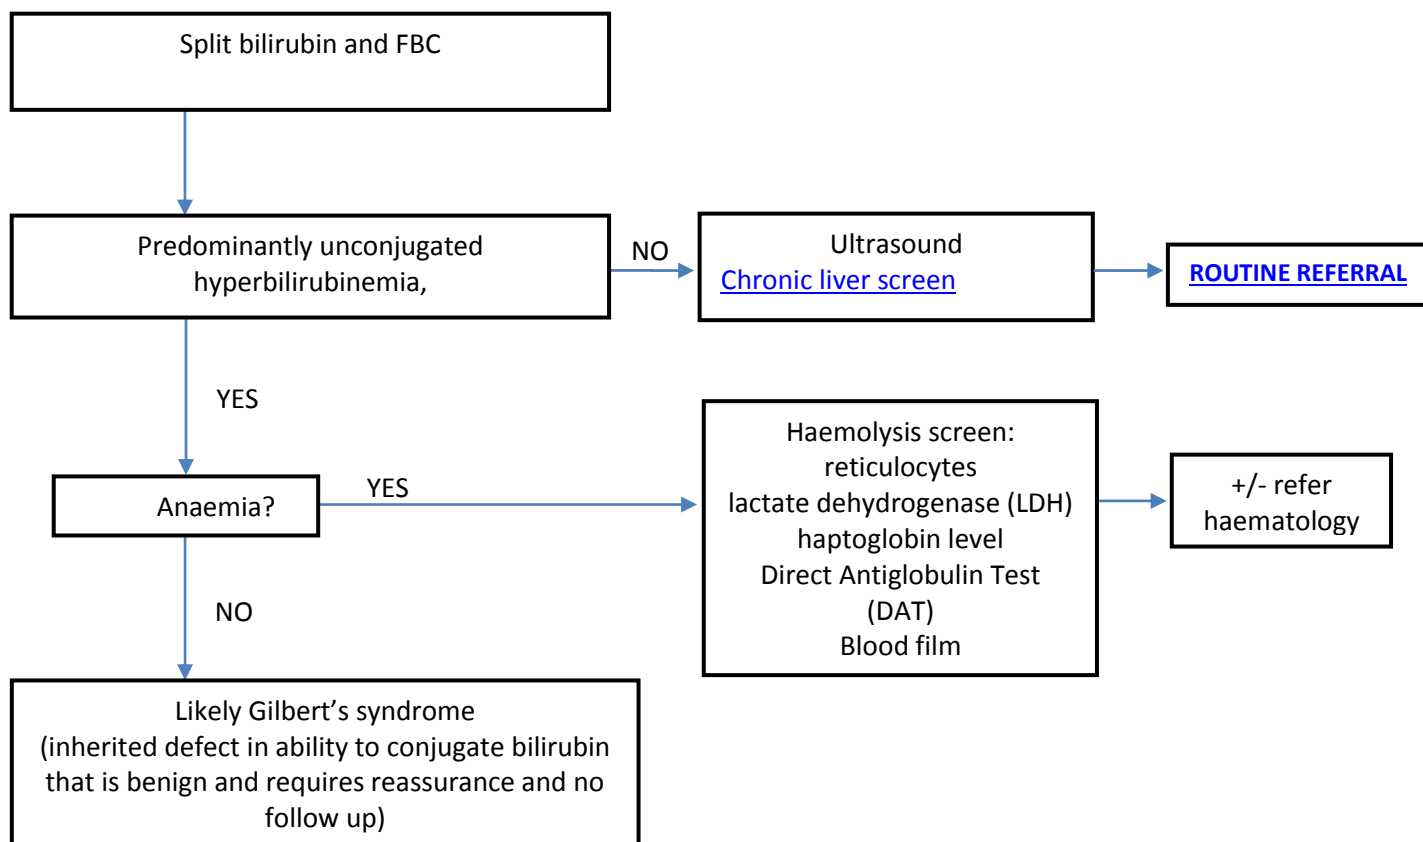 Split bilirubin and FBC
Predominantly unconjugated
hyperbilirubinemia,
NO
Ultrasound
Chronic liver screen
ROUTINE REFERRAL
YES
Anaemia?
YES
Haemolysis screen:
reticulocytes
lactate dehydrogenase (LDH)
haptoglobin level
Direct Antiglobulin Test
(DAT)
Blood film
+/- refer
haematology
NO
Likely Gilbert’s syndrome
(inherited defect in ability to conjugate bilirubin
that is benign and requires reassurance and no
follow up)